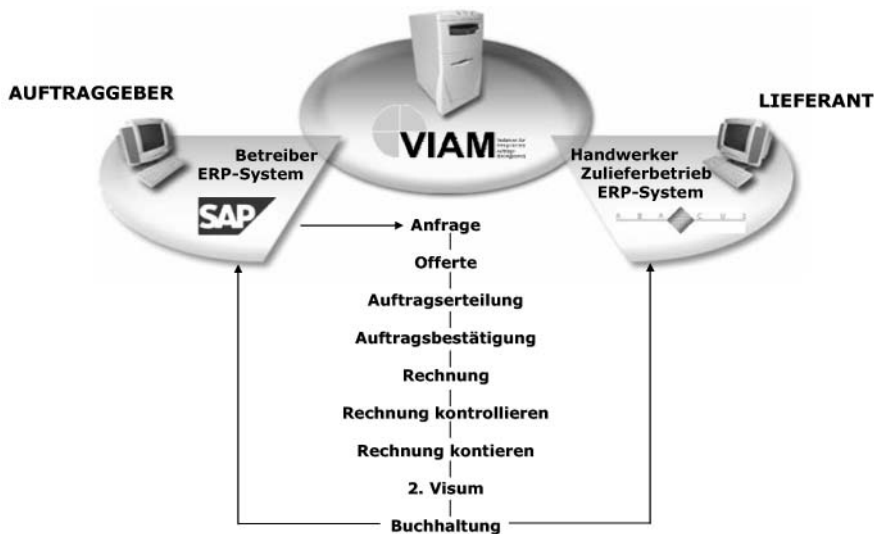 AUFTRAGGEBER
LIEFERANT
VIAM
Betreiber
ERP-System
SAP
Handwerker
Zulieferbetrieb
ERP-System
ABACUS
Anfrage
Offerte
Auftragserteilung
Auftragsbestätigung
Rechnung
Rechnung kontrollieren
Rechnung kontieren
2. Visum
Buchhaltung